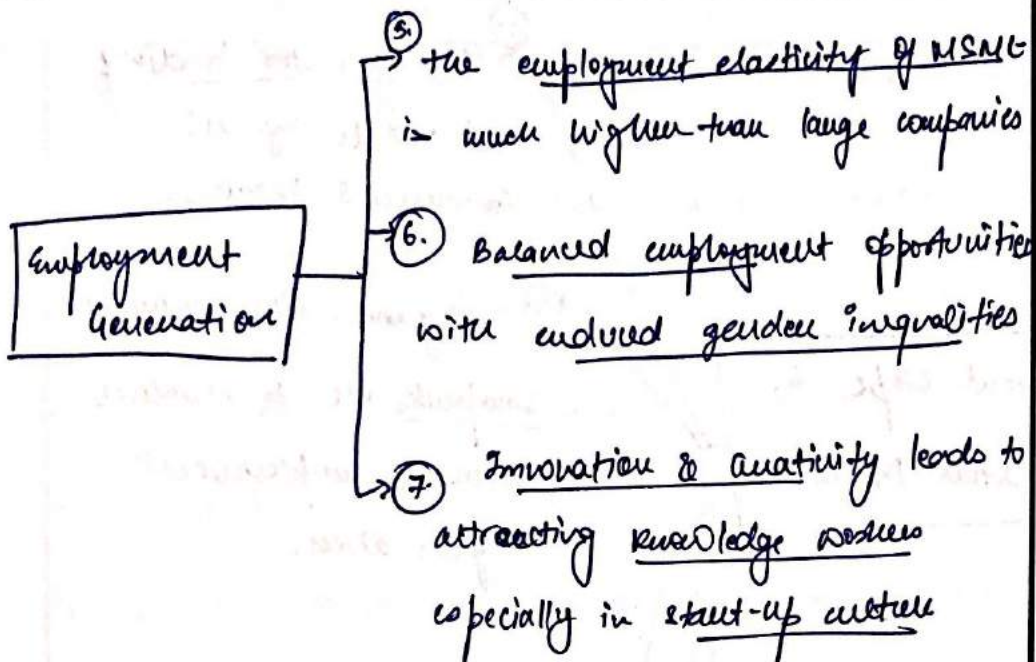 Employment
Generation
5. the employment elasticity of MSME
is much higher than large companies
6. Balanced employment opportunities
with reduced gender inequalities
7. Innovation & creativity leads to
attracting knowledge workers
especially in start-up culture